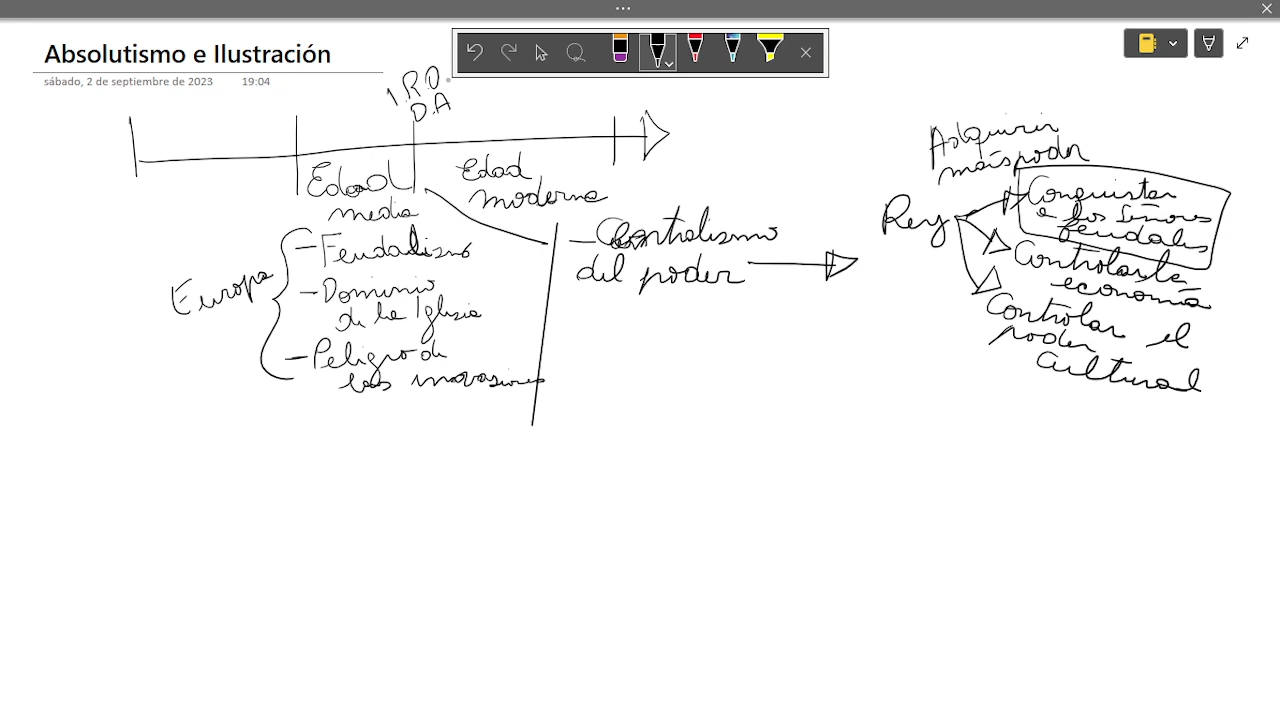 Absolutismo e Ilustración
sábado, 2 de septiembre de 2023 19:04
I.R.O
D.A
Edad
media
Edad
moderna
Europa
- Feudalismo
- Dominio
de la Iglesia
- Peligro de
las invasiones
- Centralismo
del poder
Rey
Adquirir
más poder
Conquistar
a los señores
feudales
Controlar la
economía
Controlar el
poder
Cultural